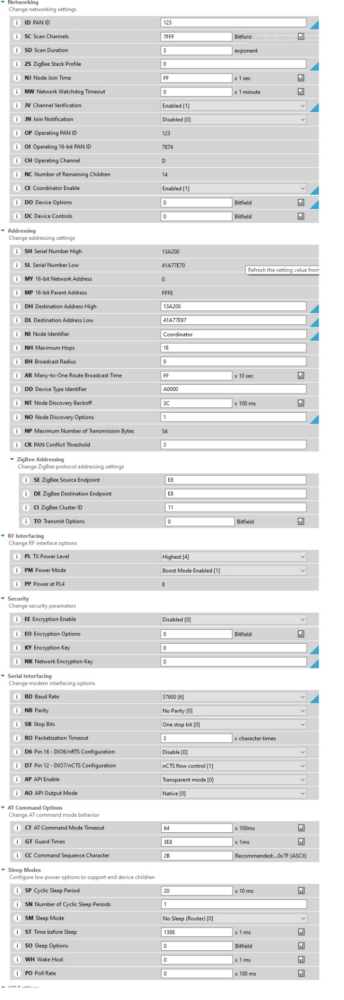 Networking
Change networking settings
i ID PAN ID 123
i SC Scan Channels 7FFF Bitfield efresh the setting value from
i SD Scan Duration 3 exponent
i ZS ZigBee Stack Profile 0
i NJ Node Join Time FF x 1 sec
i NW Network Watchdog Timeout 0 x 1 minute
i JV Channel Verification Enabled [1]
i JN Join Notification Disabled [0]
i OP Operating PAN ID 123
i OI Operating 16-bit PAN ID 7874
i CH Operating Channel D
i NC Number of Remaining Children 14
i CE Coordinator Enable Enabled [1]
i DO Device Options 0 Bitfield
i DC Device Controls 0 Bitfield
Addressing
Change addressing settings
i SH Serial Number High 13A200
i SL Serial Number Low 41A77E70
Refresh the setting value from
i MY 16-bit Network Address 0
i MP 16-bit Parent Address FFFE
i DH Destination Address High 13A200
i DL Destination Address Low 41A77E97
i NI Node Identifier Coordinator
i NH Maximum Hops 1E
i BH Broadcast Radius 0
i AR Many-to-One Route Broadcast Time FF x 10 sec
i DD Device Type Identifier A0000
i NT Node Discovery Backoff 3C x 100 ms
i NO Node Discovery Options 1
i NP Maximum Number of Transmission Bytes 54
i CR PAN Conflict Threshold 3
ZigBee Addressing
Change ZigBee protocol addressing settings
i SE ZigBee Source Endpoint E8
i DE ZigBee Destination Endpoint E8
i CI ZigBee Cluster ID 11
i TO Transmit Options 0 Bitfield
RF Interfacing
Change RF interface options
i PL TX Power Level Highest [4]
i PM Power Mode Boost Mode Enabled [1]
i PP Power at PL4 8
Security
Change security parameters
i EE Encryption Enable Disabled [0]
i EO Encryption Options 0 Bitfield
i KY Encryption Key 0
i NK Network Encryption Key 0
Serial Interfacing
Change modem interfacing options
i BD Baud Rate 57600 [6]
i NB Parity No Parity [0]
i SB Stop Bits One stop bit [0]
i RO Packetization Timeout 3 x character times
i D6 Pin 16 - DIO6/nRTS Configuration Disable [0]
i D7 Pin 12 - DIO7/nCTS Configuration nCTS flow control [1]
i AP API Enable Transparent mode [0]
i AO API Output Mode Native [0]
AT Command Options
Change AT command mode behavior
i CT AT Command Mode Timeout 64 x 100ms
i GT Guard Times 3E8 x 1ms
i CC Command Sequence Character 2B Recommended:...0x7F (ASCII)
Sleep Modes
Configure low power options to support end device children
i SP Cyclic Sleep Period 20 x 10 ms
i SN Number of Cyclic Sleep Periods 1
i SM Sleep Mode No Sleep (Router) [0]
i ST Time before Sleep 1388 x 1 ms
i SO Sleep Options 0 Bitfield
i WH Wake Host 0 x 1 ms
i PO Poll Rate 0 x 100 ms
I/O Settings